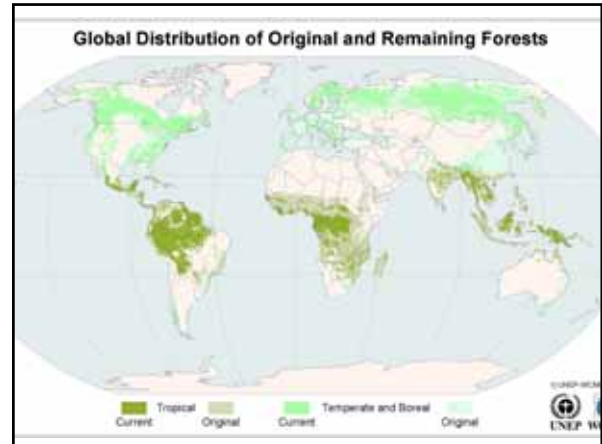 Global Distribution of Original and Remaining Forests
Tropical Temperate and Boreal
Current Original Current Original
UNEP